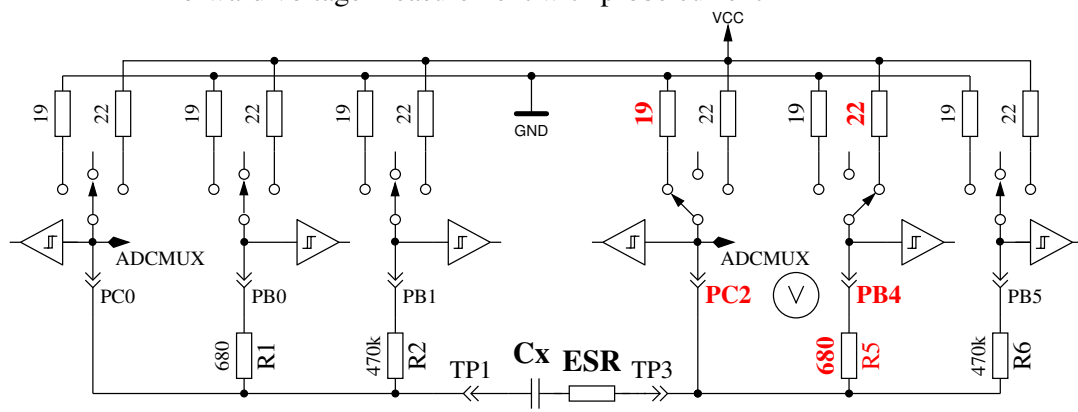 VCC
19 22 19 22 19 22 19 22 19 22 19 22
GND
ADCMUX ADCMUX
PC0 PB0 PB1 PC2 V PB4 PB5
680 R1 470k R2 680 R5 470k R6
TP1 Cx ESR TP3